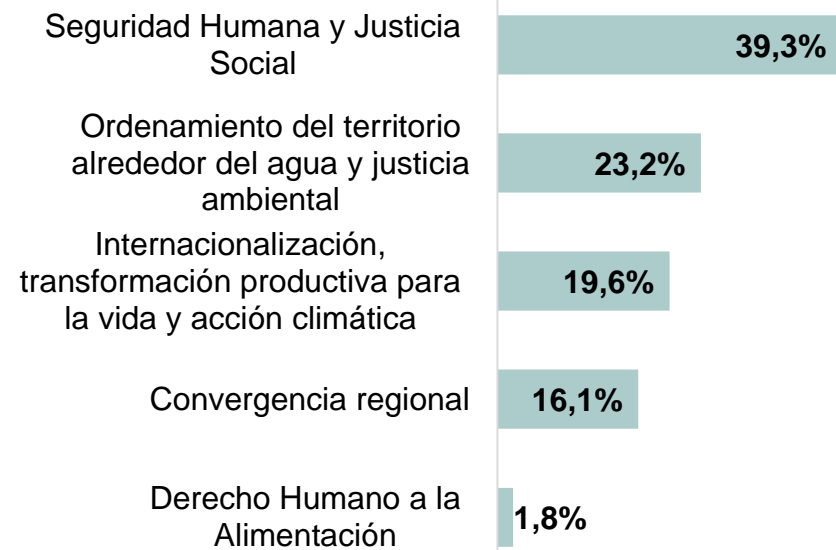 Seguridad Humana y Justicia
Social
39,3%
Ordenamiento del territorio
alrededor del agua y justicia
ambiental
23,2%
Internacionalización,
transformación productiva para
la vida y acción climática
19,6%
Convergencia regional
16,1%
Derecho Humano a la
Alimentación
1,8%